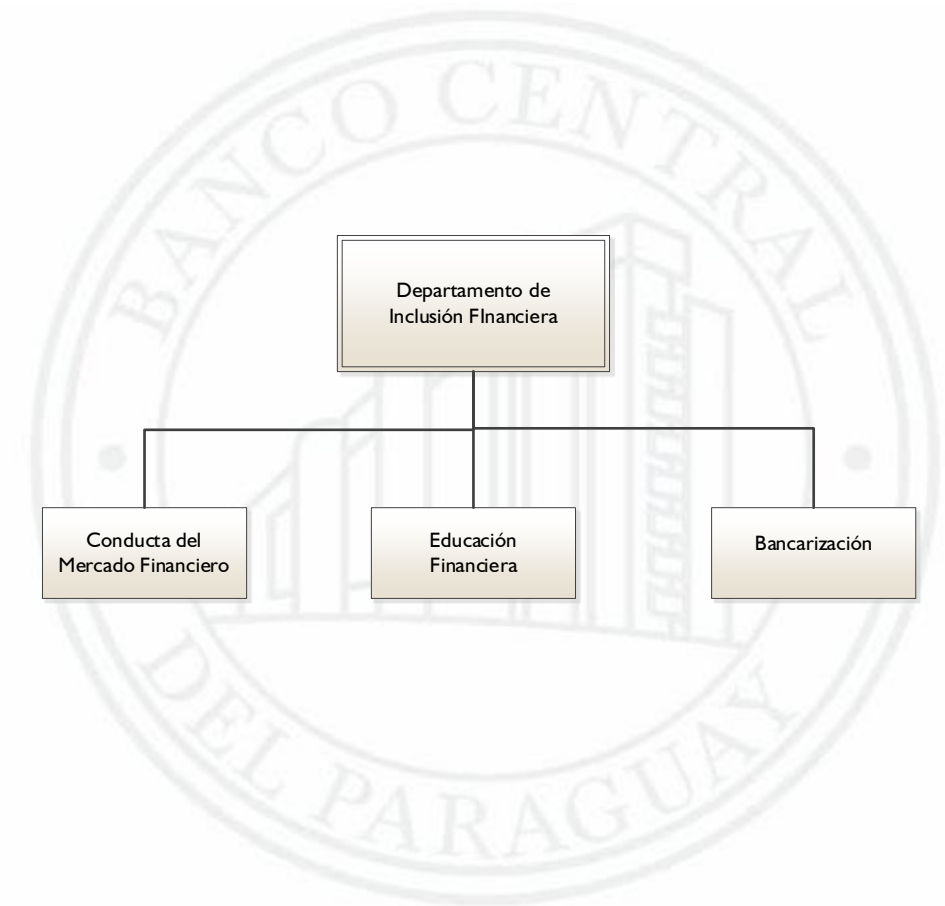 BANCO CENTRAL
Departamento de
Inclusión FInanciera
Conducta del
Mercado Financiero
Educación
Financiera
Bancarización
DEL PARAGUAY